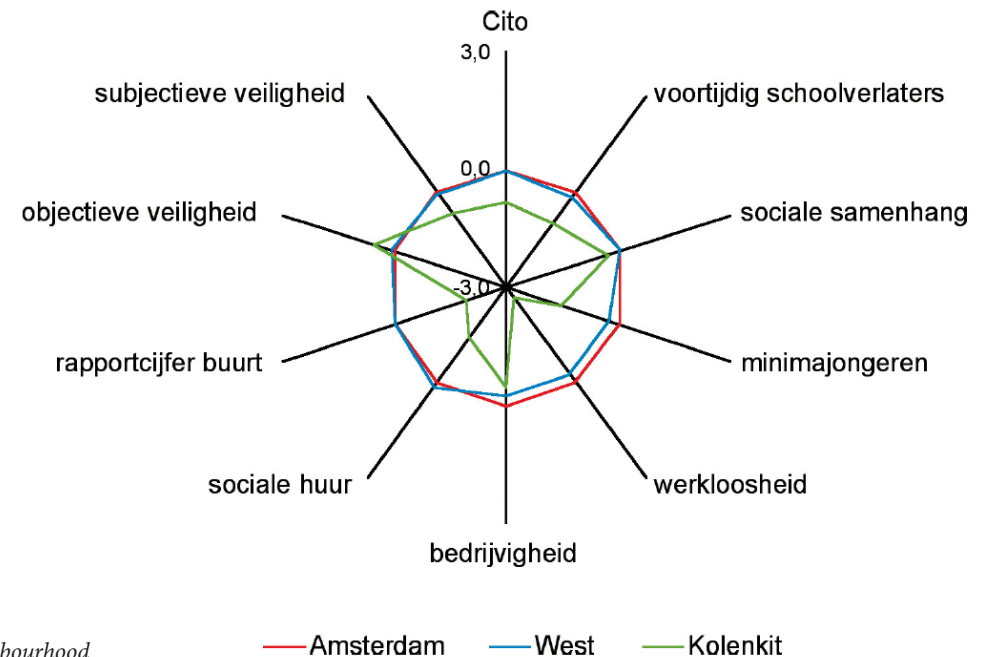 Cito
3,0
subjectieve veiligheid
voortijdig schoolverlaters
0,0
objectieve veiligheid
sociale samenhang
-3,0
rapportcijfer buurt
minimajongeren
sociale huur
werkloosheid
bedrijvigheid
bourhood
Amsterdam West Kolenkit